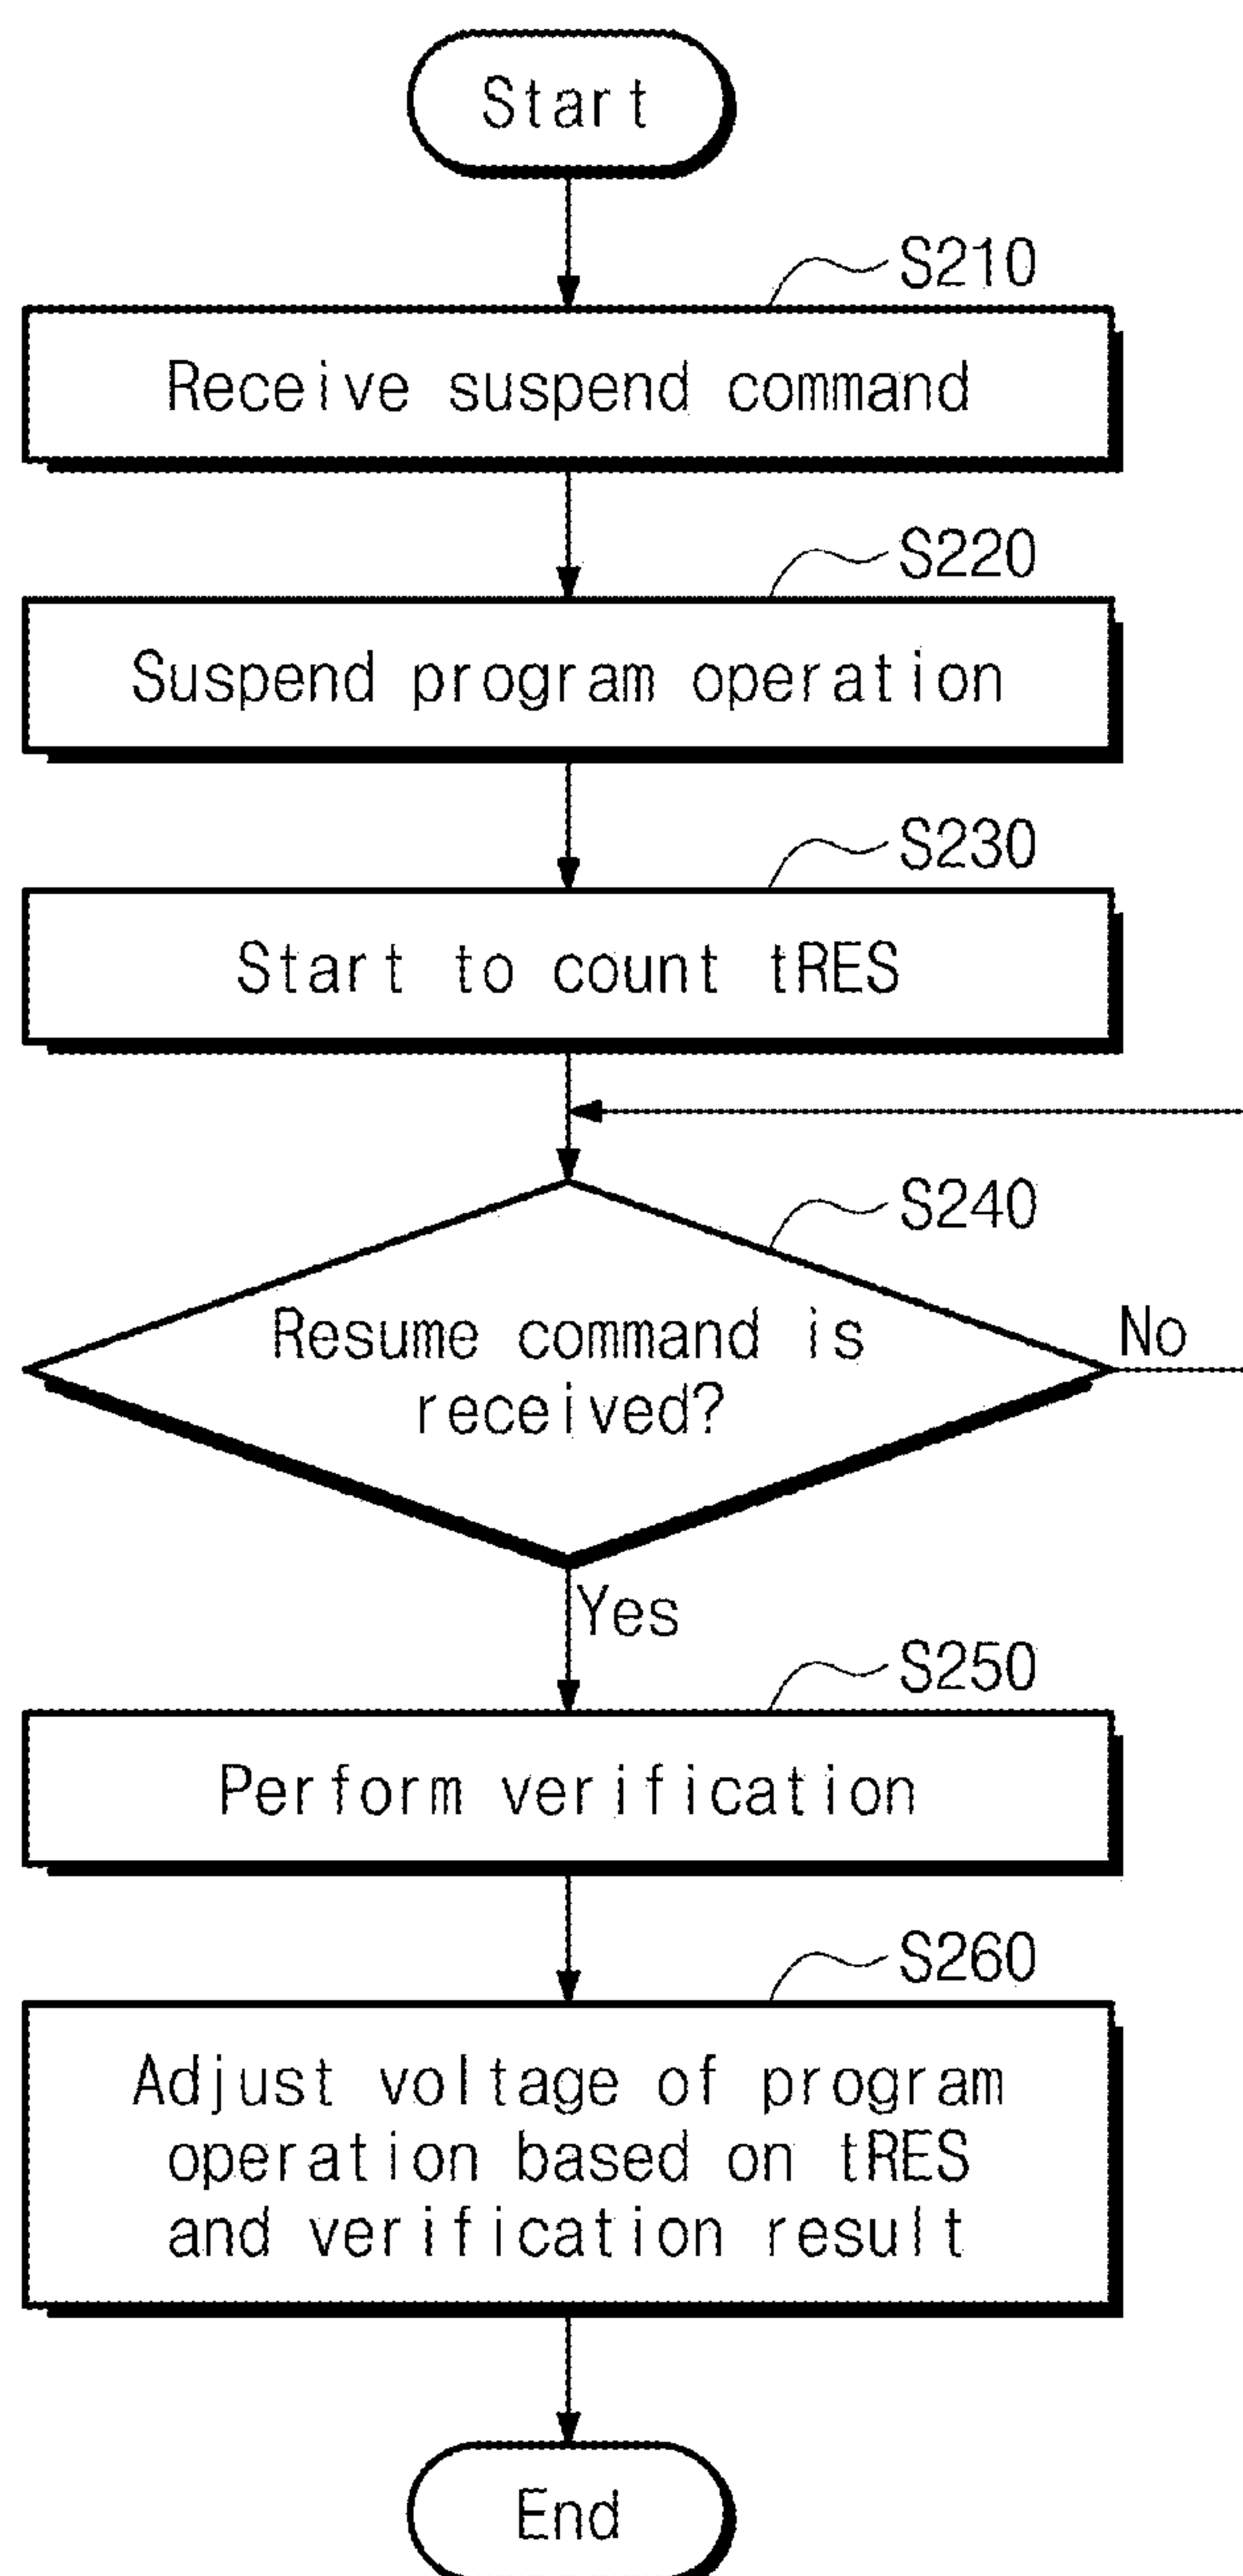 Start
S210
Receive suspend command
S220
Suspend program operation
S230
Start to count tRES
S240
Resume command is
received?
No
Yes
S250
Perform verification
S260
Adjust voltage of program
operation based on tRES
and verification result
End